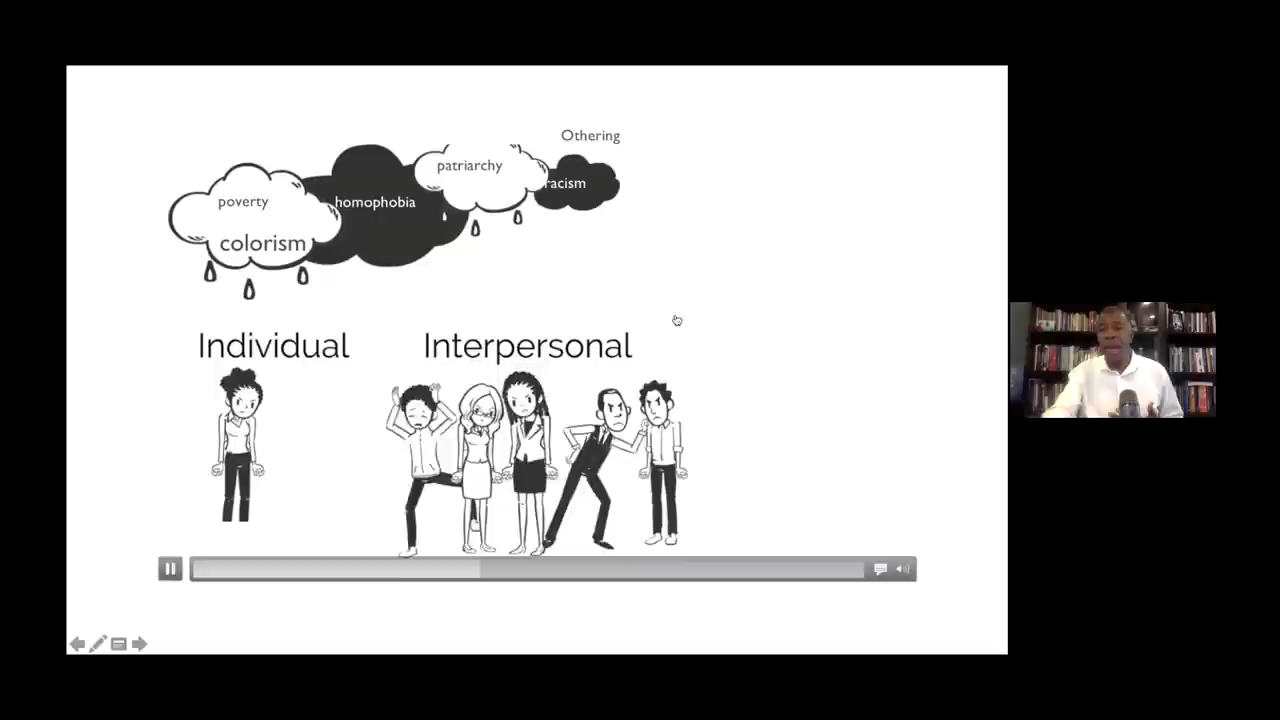 Othering
patriarchy
racism
poverty
homophobia
colorism
Individual
Interpersonal